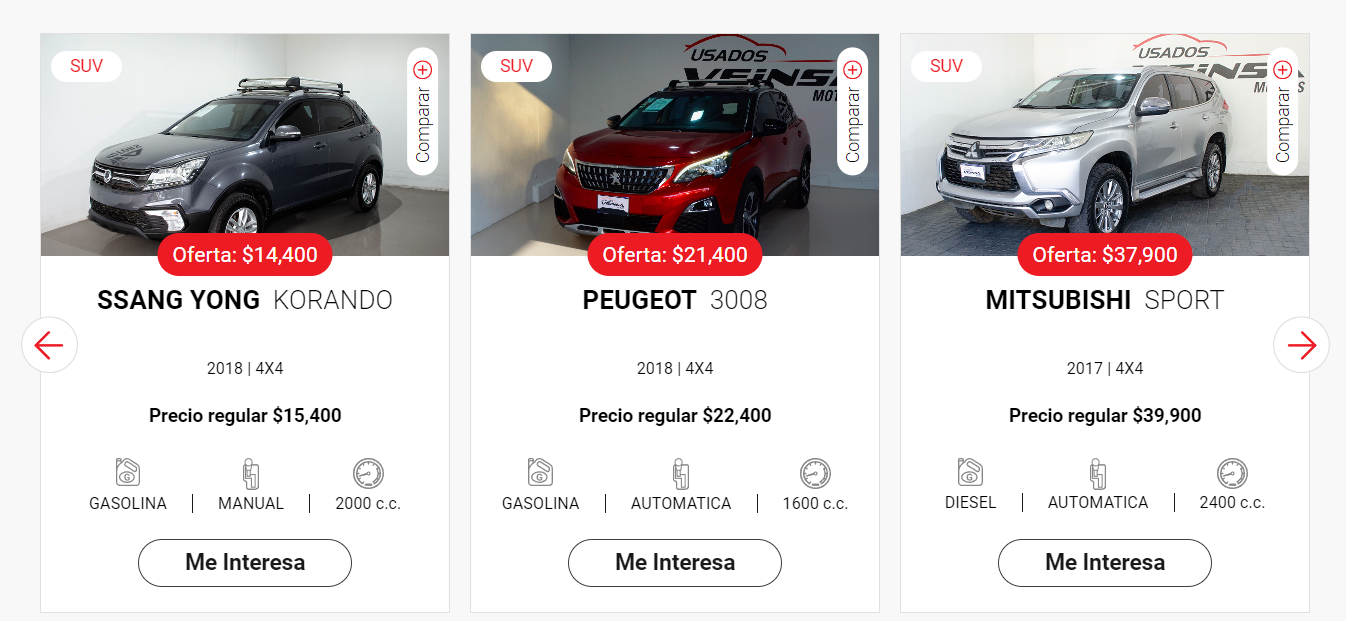 SUV
Comparar
Oferta: $14,400
SSANG YONG KORANDO
2018 | 4X4
Precio regular $15,400
G
GASOLINA | MANUAL | 2000 c.c.
Me Interesa
SUV
USADOS
VEINSA
MOT
Comparar
Oferta: $21,400
PEUGEOT 3008
2018 | 4X4
Precio regular $22,400
G
GASOLINA | AUTOMATICA | 1600 c.c.
Me Interesa
SUV
USADOS
VEINSA
Comparar
Oferta: $37,900
MITSUBISHI SPORT
2017 | 4X4
Precio regular $39,900
G
DIESEL | AUTOMATICA | 2400 c.c.
Me Interesa